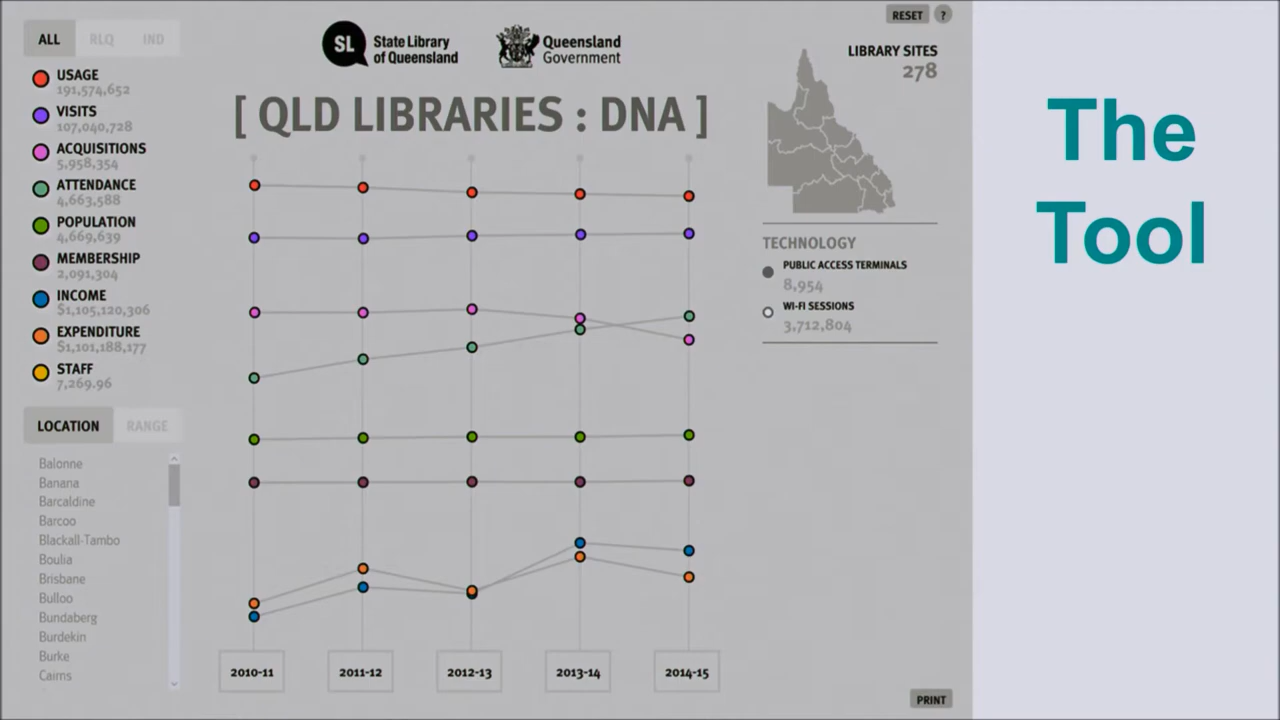 ALL RLQ IND
USAGE
191,574,652
VISITS
107,040,728
ACQUISITIONS
5,958,354
ATTENDANCE
4,663,588
POPULATION
4,669,639
MEMBERSHIP
2,091,304
INCOME
$1,105,120,306
EXPENDITURE
$1,101,188,177
STAFF
7,269.96
LOCATION RANGE
Balonne
Banana
Barcaldine
Barcoo
Blackall-Tambo
Boulia
Brisbane
Bulloo
Bundaberg
Burdekin
Burke
Cairns
SL State Library
of Queensland
Queensland
Government
[ QLD LIBRARIES : DNA ]
2010-11 2011-12 2012-13 2013-14 2014-15
RESET ?
LIBRARY SITES
278
TECHNOLOGY
PUBLIC ACCESS TERMINALS
8,954
WI-FI SESSIONS
3,712,804
PRINT
The
Tool